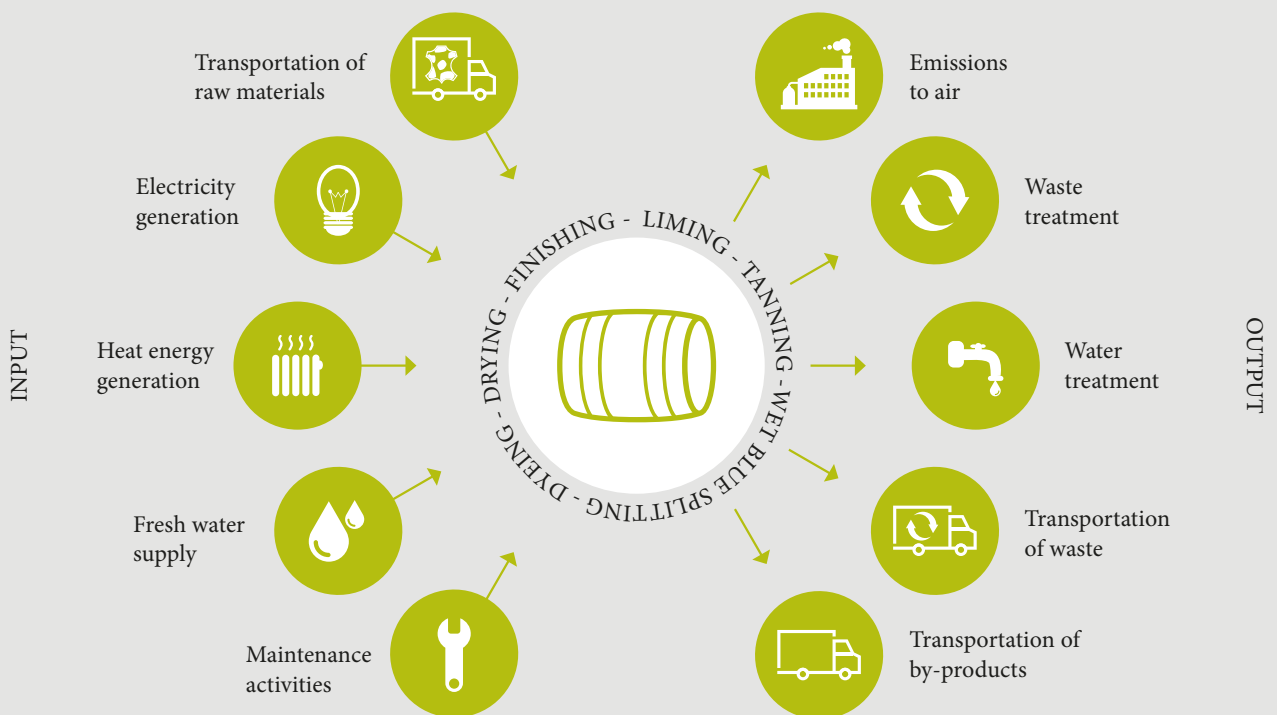 INPUT
Transportation of
raw materials
Electricity
generation
Heat energy
generation
Fresh water
supply
Maintenance
activities
LIMING - TANNING - WET BLUE SPLITTING - DYEING - DRYING - FINISHING -
Emissions
to air
Waste
treatment
Water
treatment
Transportation
of waste
Transportation of
by-products
OUTPUT